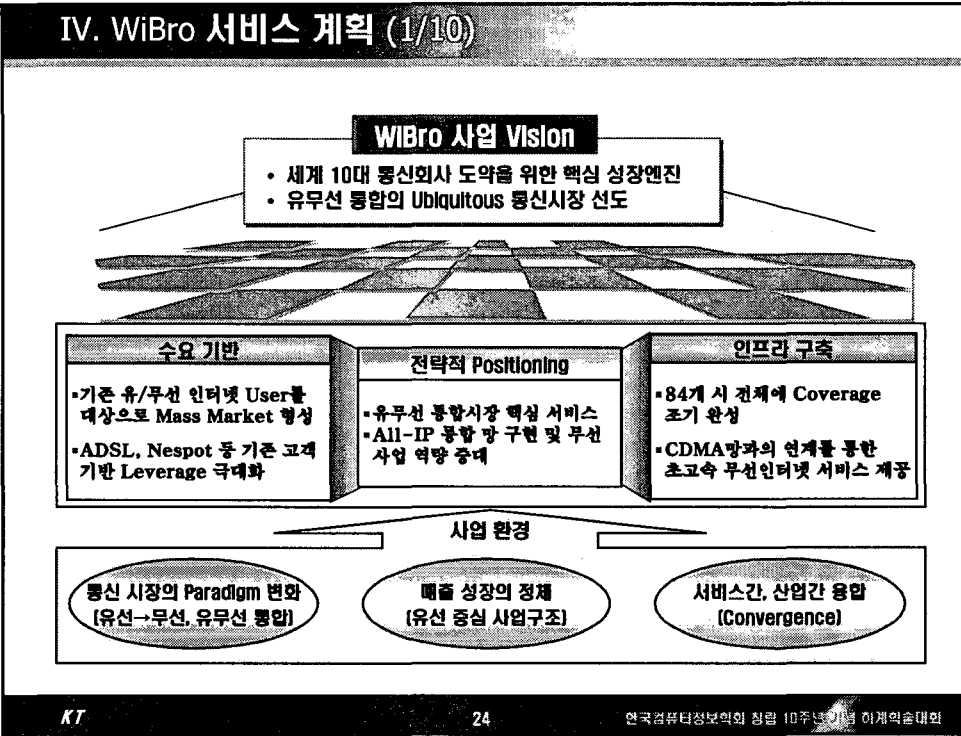 IV. WiBro 서비스 계획 (1/10)
WiBro 사업 Vision
• 세계 10대 통신회사 도약을 위한 핵심 성장엔진
• 유무선 통합의 Ubiquitous 통신시장 선도
수요 기반
▪기존 유/무선 인터넷 User를
대상으로 Mass Market 형성
▪ADSL, Nespot 등 기존 고객
기반 Leverage 극대화
전략적 Positioning
▪유무선 통합시장 핵심 서비스
▪All-IP 통합 망 구현 및 무선
사업 역량 증대
인프라 구축
▪84개 시 전체에 Coverage
조기 완성
▪CDMA망과의 연계를 통한
초고속 무선인터넷 서비스 제공
사업 환경
통신 시장의 Paradigm 변화
(유선→무선, 유무선 통합)
매출 성장의 정체
(유선 중심 사업구조)
서비스간, 산업간 융합
(Convergence)
KT
24
한국컴퓨터정보학회 창립 10주년 기념 하계학술대회